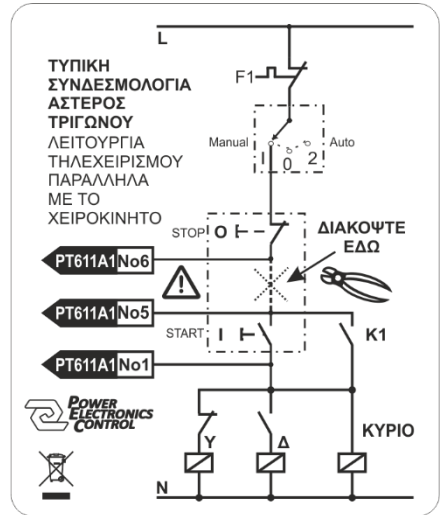 L
ΤΥΠΙΚΗ
ΣΥΝΔΕΣΜΟΛΟΓΙΑ
ΑΣΤΕΡΟΣ
ΤΡΙΓΩΝΟΥ
ΛΕΙΤΟΥΡΓΙΑ
ΤΗΛΕΧΕΙΡΙΣΜΟΥ
ΠΑΡΑΛΛΗΛΑ
ΜΕ ΤΟ
ΧΕΙΡΟΚΙΝΗΤΟ
F1
Manual I 0 2 Auto
STOP O
ΔΙΑΚΟΨΤΕ
ΕΔΩ
PT611A1 No6
PT611A1 No5
START I
K1
PT611A1 No1
POWER
ELECTRONICS
CONTROL
Υ Δ ΚΥΡΙΟ
N